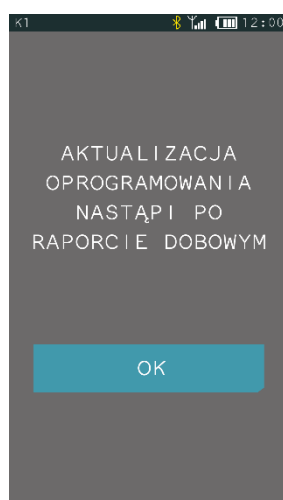 K1 12:00
AKTUALIZACJA
OPROGRAMOWANIA
NASTĄPI PO
RAPORCIE DOBOWYM
OK